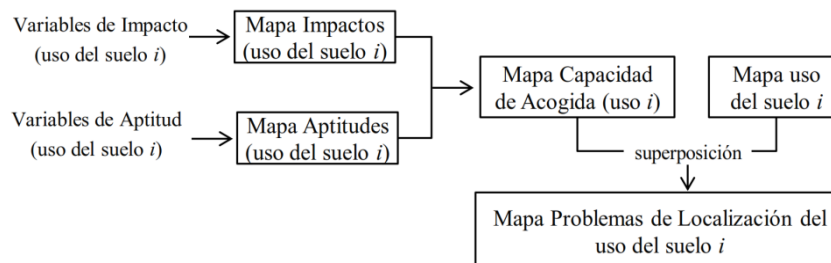 Variables de Impacto
(uso del suelo i)
Mapa Impactos
(uso del suelo i)
Variables de Aptitud
(uso del suelo i)
Mapa Aptitudes
(uso del suelo i)
Mapa Capacidad
de Acogida (uso i)
Mapa uso
del suelo i
superposición
Mapa Problemas de Localización del
uso del suelo i